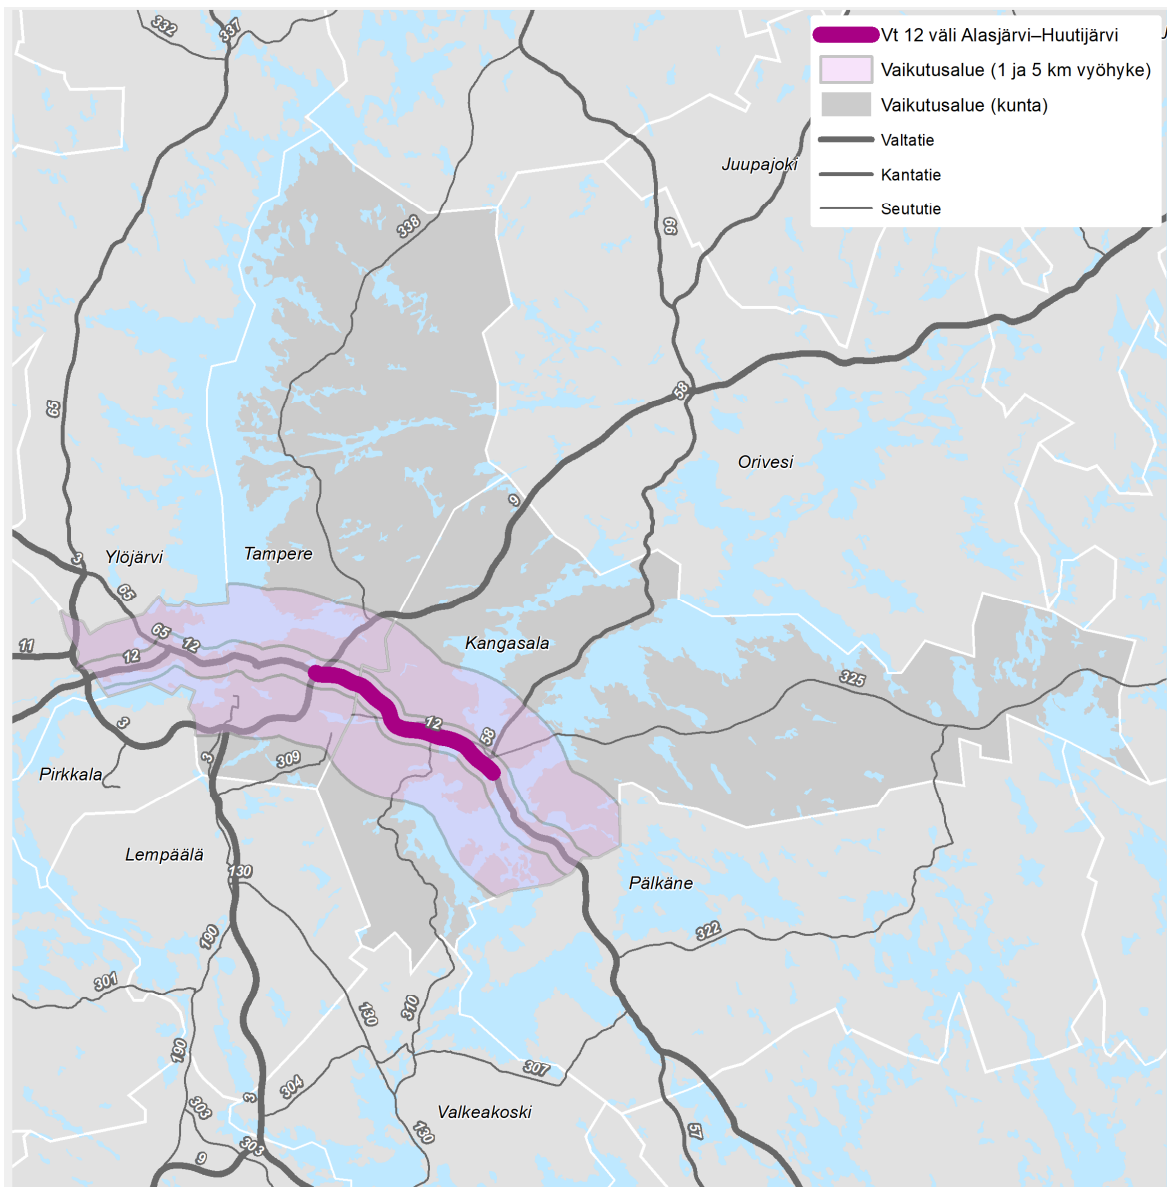 Vt 12 väli Alasjärvi–Huutijärvi
Vaikutusalue (1 ja 5 km vyöhyke)
Vaikutusalue (kunta)
Valtatie
Kantatie
Seututie
332
337
Juupajoki
338
66
65
58
Orivesi
9
Ylöjärvi
Tampere
3
65
65
12
11
12
Kangasala
325
3
12
58
3
309
Pirkkala
Lempäälä
130
Pälkäne
190
322
301
130
310
190
307
304
3
303
Valkeakoski
130
303
57
9